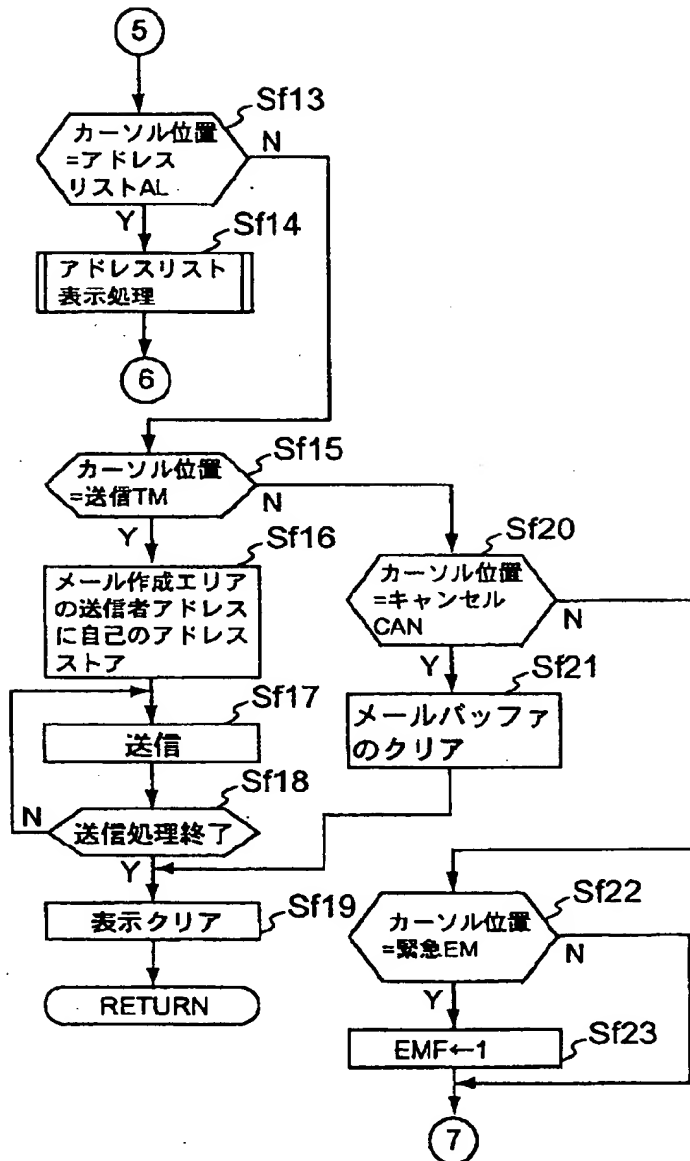 5
Sf13
カーソル位置
=アドレス
リストAL
N
Y
Sf14
アドレスリスト
表示処理
6
Sf15
カーソル位置
=送信TM
N
Y
Sf16
メール作成エリア
の送信者アドレス
に自己のアドレス
ストア
Sf17
送信
Sf18
送信処理終了
N
Y
Sf19
表示クリア
RETURN
Sf20
カーソル位置
=キャンセル
CAN
N
Y
Sf21
メールバッファ
のクリア
Sf22
カーソル位置
=緊急EM
N
Y
Sf23
EMF←1
7